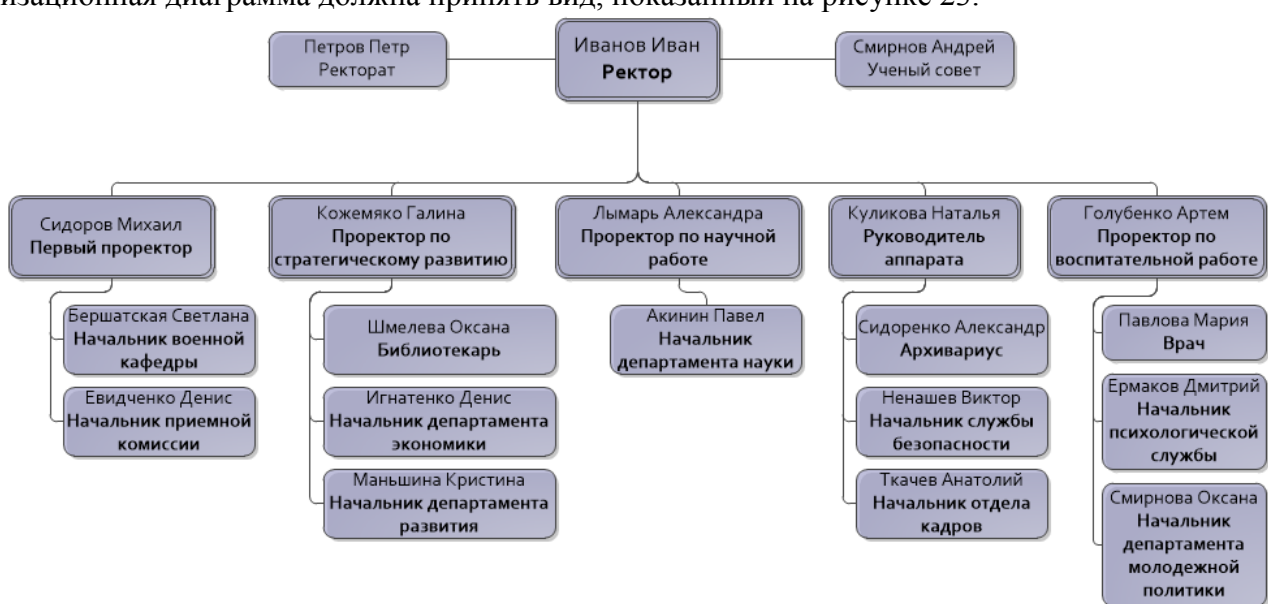 изационная диаграмма должна принять вид, показанный на рисунке 25.
Петров Петр
Ректорат
Иванов Иван
Ректор
Смирнов Андрей
Ученый совет
Сидоров Михаил
Первый проректор
Кожемяко Галина
Проректор по
стратегическому развитию
Лымарь Александра
Проректор по научной
работе
Куликова Наталья
Руководитель
аппарата
Голубенко Артем
Проректор по
воспитательной работе
Бершатская Светлана
Начальник военной
кафедры
Евидченко Денис
Начальник приемной
комиссии
Шмелева Оксана
Библиотекарь
Игнатенко Денис
Начальник департамента
экономики
Маньшина Кристина
Начальник департамента
развития
Акинин Павел
Начальник
департамента науки
Сидоренко Александр
Архивариус
Ненашев Виктор
Начальник службы
безопасности
Ткачев Анатолий
Начальник отдела
кадров
Павлова Мария
Врач
Ермаков Дмитрий
Начальник
психологической
службы
Смирнова Оксана
Начальник
департамента
молодежной
политики